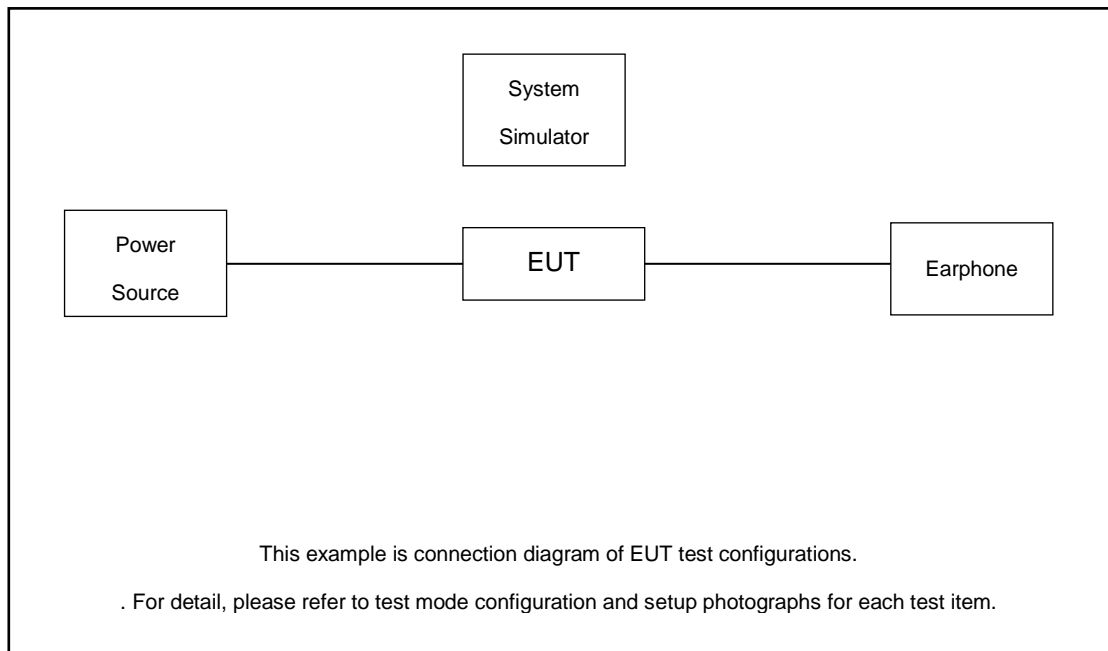 System
Simulator
Power
Source
EUT
Earphone
This example is connection diagram of EUT test configurations.
. For detail, please refer to test mode configuration and setup photographs for each test item.